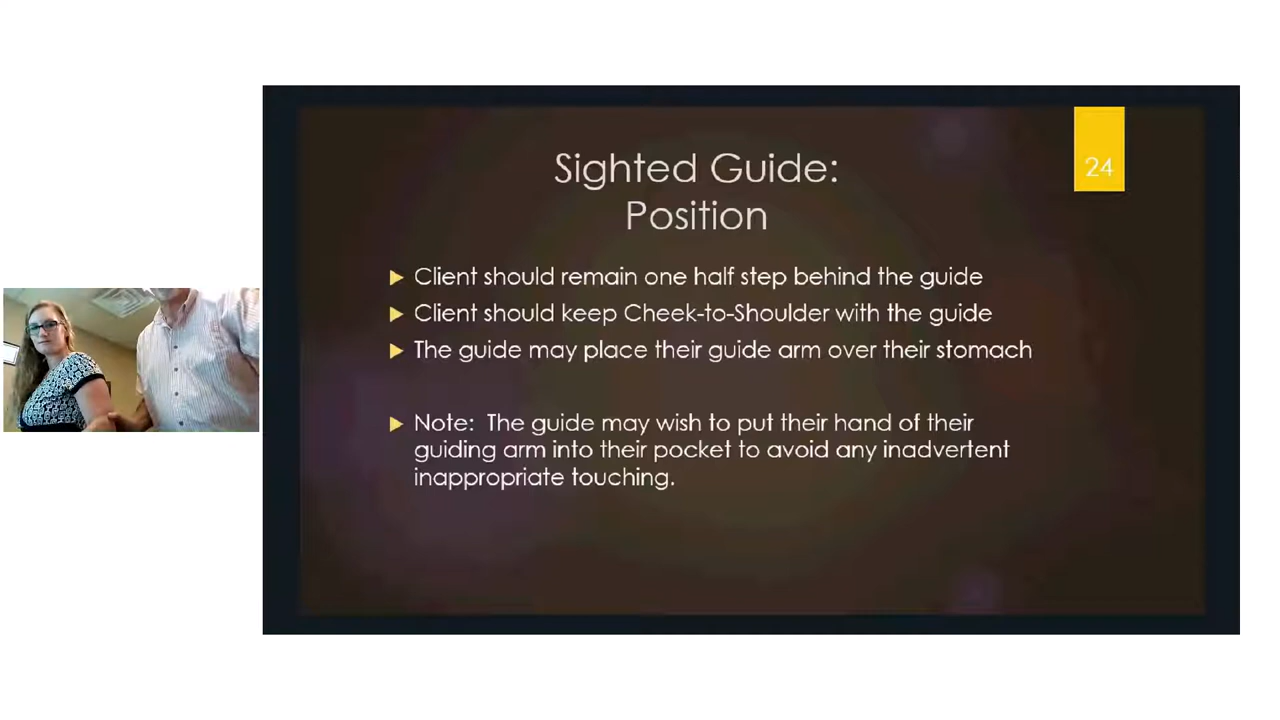 24
Sighted Guide:
Position
Client should remain one half step behind the guide
Client should keep Cheek-to-Shoulder with the guide
The guide may place their guide arm over their stomach
Note: The guide may wish to put their hand of their
guiding arm into their pocket to avoid any inadvertent
inappropriate touching.